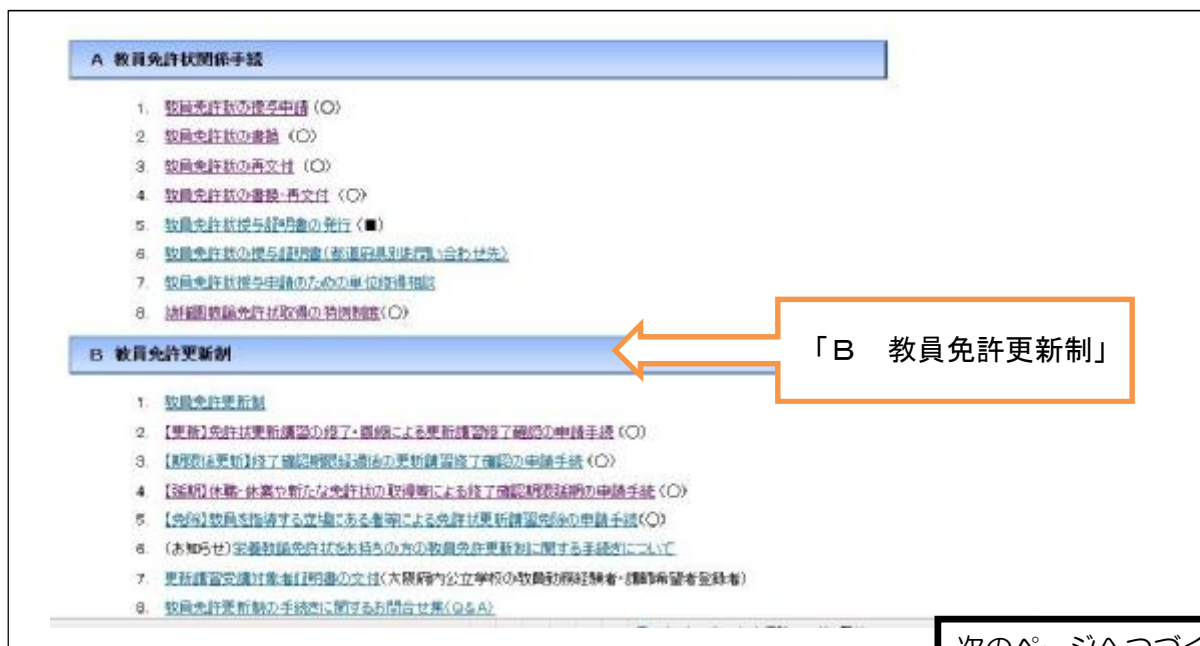 A 教員免許状関係手続
1. 教員免許状の授与申請 (○)
2. 教員免許状の書換 (○)
3. 教員免許状の再交付 (○)
4. 教員免許状の書換・再交付 (○)
5. 教員免許状授与証明書の発行 (■)
6. 教員免許状の授与証明書(都道府県別お問い合わせ先)
7. 教員免許状授与申請のための単位修得相談
8. 幼稚園教諭免許状取得の特例制度(○)
B 教員免許更新制
「B 教員免許更新制」
1. 教員免許更新制
2. 【更新】免許状更新講習の修了・履修による更新講習修了確認の申請手続 (○)
3. 【期限後更新】修了確認期限経過後の更新講習修了確認の申請手続 (○)
4. 【延期】休職・休業や新たな免許状の取得等による修了確認期限延期の申請手続 (○)
5. 【免除】教員を指導する立場にある者等による免許状更新講習免除の申請手続(○)
6. (お知らせ)栄養教諭免許状をお持ちの方の教員免許更新制に関する手続きについて
7. 更新講習受講対象者証明書の交付(大阪府内公立学校の教員勤務経験者・講師希望者登録者)
8. 教員免許更新制の手続きに関するお問合せ集(Q&A)
次のページへつづく